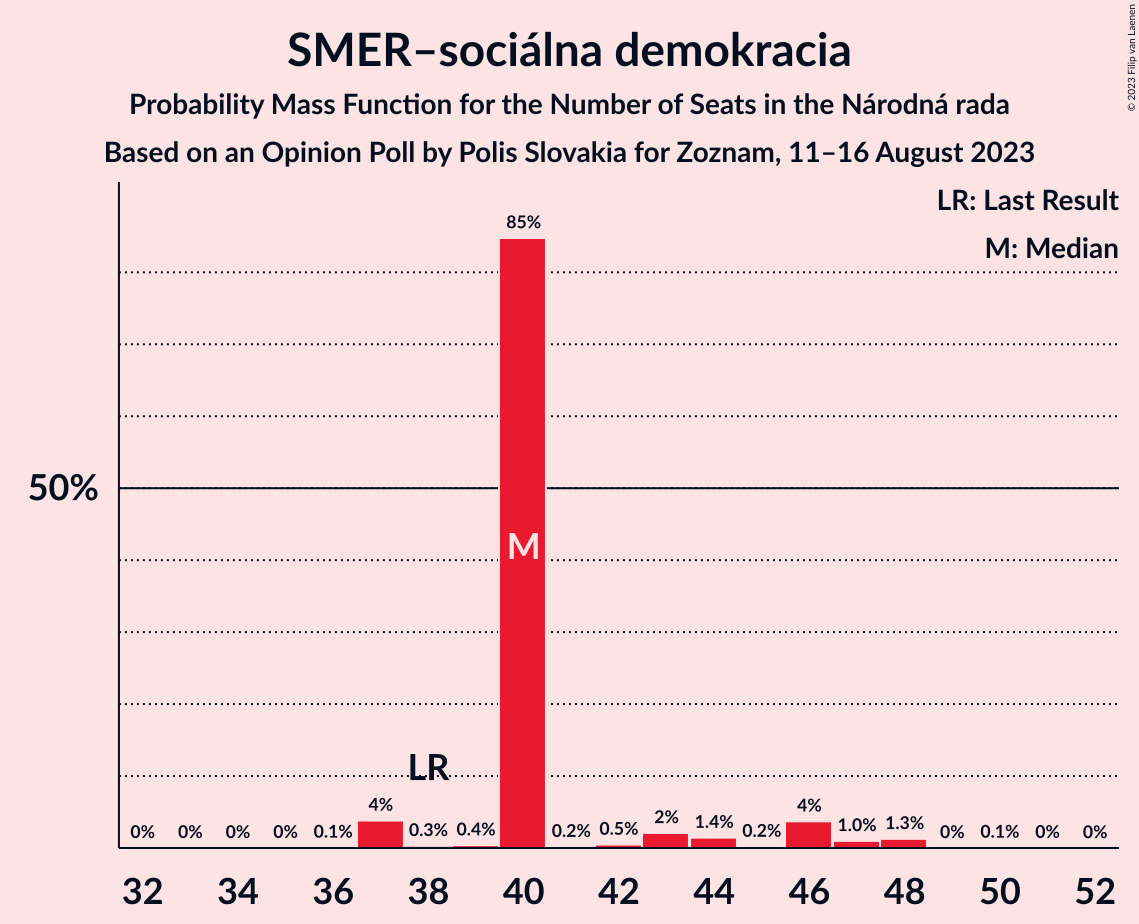 SMER–sociálna demokracia
Probability Mass Function for the Number of Seats in the Národná rada
Based on an Opinion Poll by Polis Slovakia for Zoznam, 11–16 August 2023
© 2023 Filip van Laenen
LR: Last Result
M: Median
85%
50%
M
LR
0% 0% 0% 0% 0.1% 4% 0.3% 0.4% 0.2% 0.5% 2% 1.4% 0.2% 4% 1.0% 1.3% 0% 0.1% 0% 0%
32 34 36 38 40 42 44 46 48 50 52